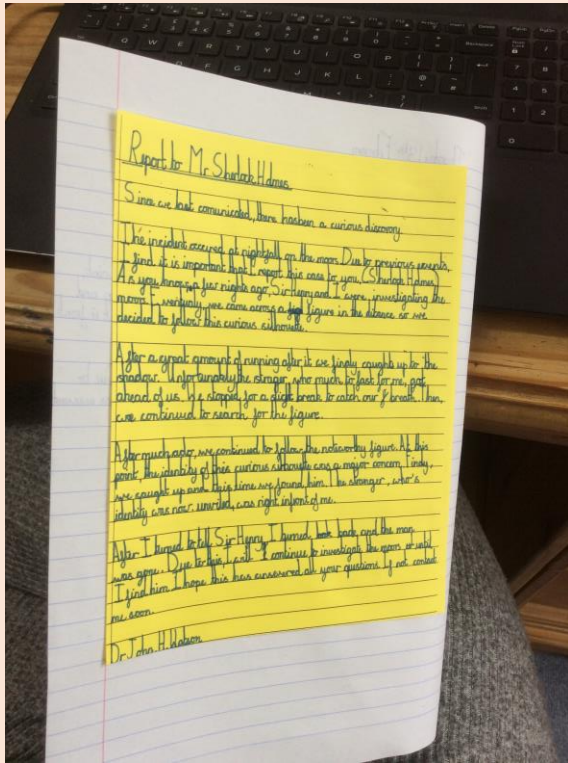 Report to Mr Sherlock Holmes
Since we last comunicated, there has been a curious discovery
The incident occured at nightfall on the moor. Due to previous events,
I find it is important that I report this case to you, (Sherlock Holmes)
As you know, a few nights ago, Sir Henry and I were investigating the
moor. Eventually we came across a figure in the distance so we
decided to follow this curious silhouette.
After a great amount of running after it we finaly caught up to the
shadow. Unfortunately the stranger, who much to fast for me, got
ahead of us. We stopped for a slight break to catch our breath. Then,
we continued to search for the figure.
After much ado, we continued to follow the noteworthy figure. At this
point, the identity of this curious silhouette was a major concern. Finaly,
we caught up and this time we found him. The stranger, who's
identity was now unveiled, was right infront of me.
After I turned to tell Sir Henry, I turned back and the man
was gone. Due to this, I will continue to investigate the moor until
I find him. I hope this has answered all your questions. If not contact
me soon.
Dr John H. Watson